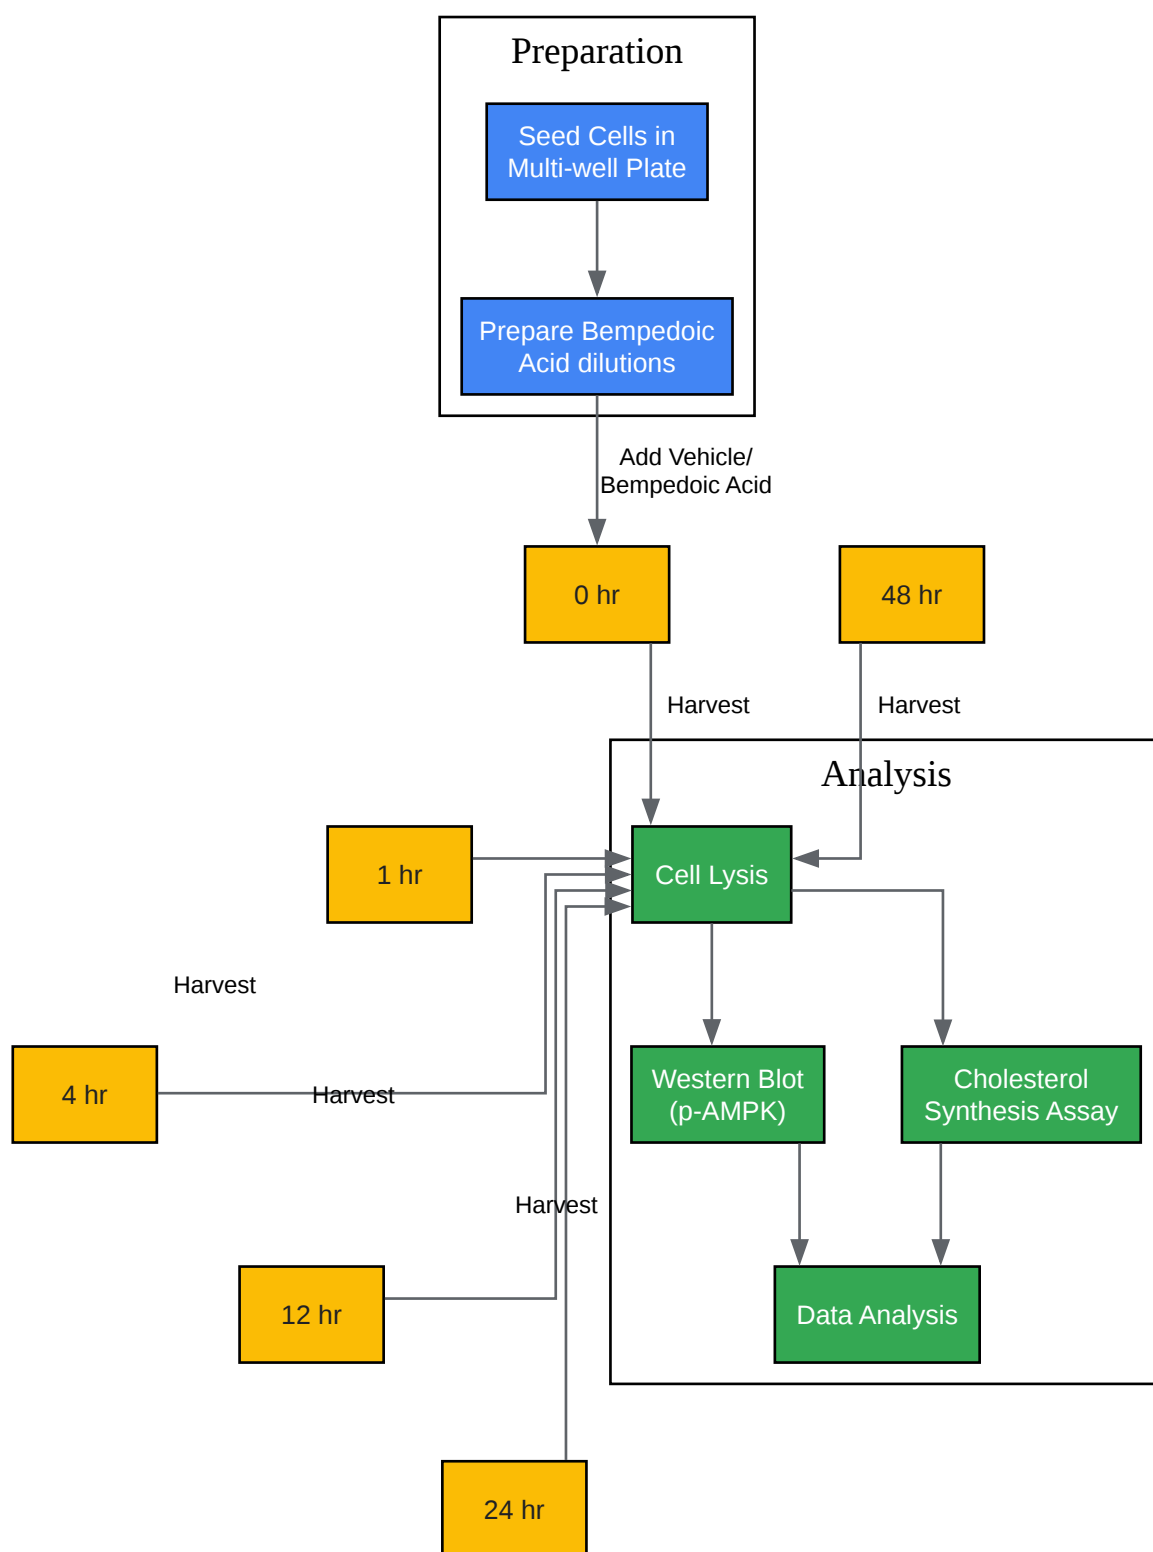 Preparation
Seed Cells in
Multi-well Plate
Prepare Bempedoic
Acid dilutions
Add Vehicle/
Bempedoic Acid
0 hr
48 hr
Harvest
Harvest
Analysis
1 hr
Cell Lysis
Harvest
4 hr
Harvest
Western Blot
(p-AMPK)
Cholesterol
Synthesis Assay
Harvest
12 hr
Data Analysis
24 hr